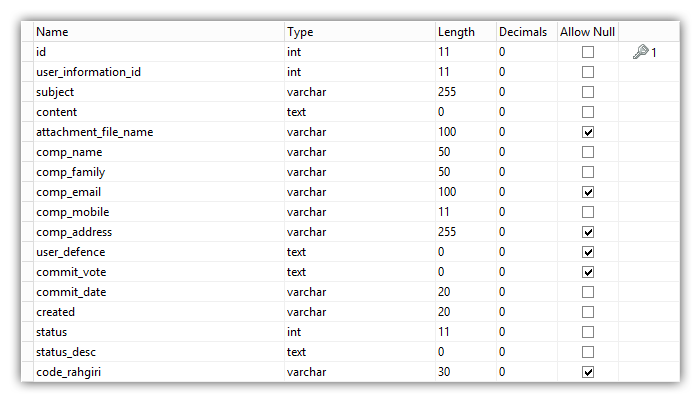 Name Type Length Decimals Allow Null
id int 11 0 1
user_information_id int 11 0
subject varchar 255 0
content text 0 0
attachment_file_name varchar 100 0
comp_name varchar 50 0
comp_family varchar 50 0
comp_email varchar 100 0
comp_mobile varchar 11 0
comp_address varchar 255 0
user_defence text 0 0
commit_vote text 0 0
commit_date varchar 20 0
created varchar 20 0
status int 11 0
status_desc text 0 0
code_rahgiri varchar 30 0